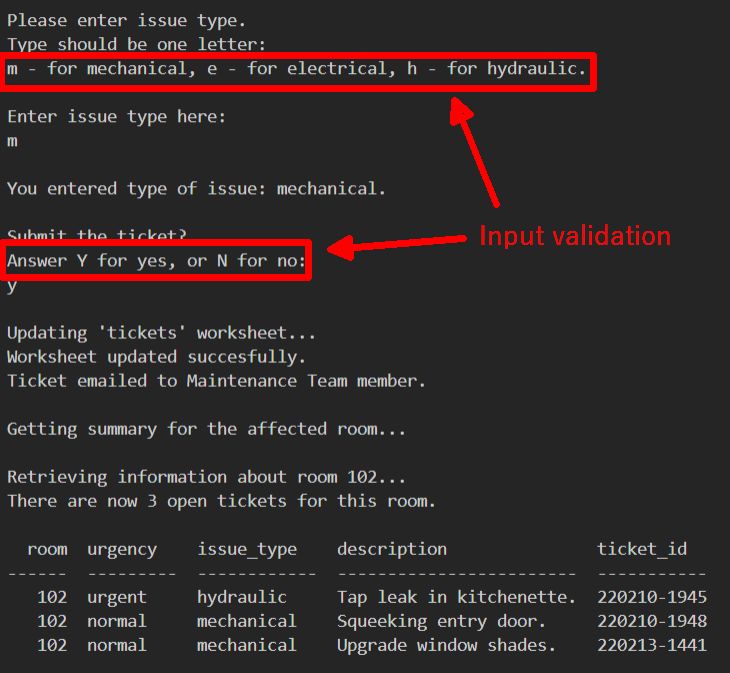 Please enter issue type.
Type should be one letter:
m - for mechanical, e - for electrical, h - for hydraulic.
Enter issue type here:
m
You entered type of issue: mechanical.
Input validation
Submit the ticket?
Answer Y for yes, or N for no:
y
Updating 'tickets' worksheet...
Worksheet updated succesfully.
Ticket emailed to Maintenance Team member.
Getting summary for the affected room...
Retrieving information about room 102...
There are now 3 open tickets for this room.
room urgency issue_type description ticket_id
------ --------- ------------ ------------------------ -----------
102 urgent hydraulic Tap leak in kitchenette. 220210-1945
102 normal mechanical Squeeking entry door. 220210-1948
102 normal mechanical Upgrade window shades. 220213-1441